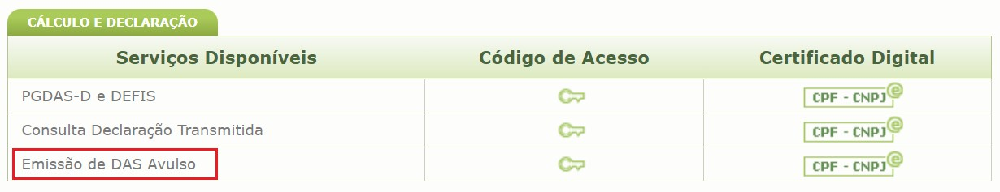 CÁLCULO E DECLARAÇÃO
Serviços Disponíveis Código de Acesso Certificado Digital
PGDAS-D e DEFIS CPF - CNPJ e
Consulta Declaração Transmitida CPF - CNPJ e
Emissão de DAS Avulso CPF - CNPJ e